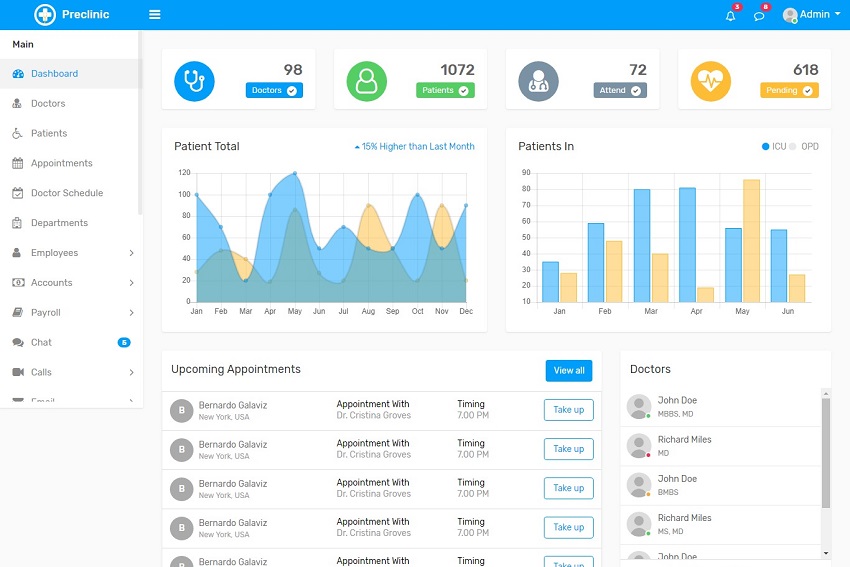 Preclinic
3
8
Admin
Main
Dashboard
Doctors
Patients
Appointments
Doctor Schedule
Departments
Employees
Accounts
Payroll
Chat
5
Calls
Email
98
Doctors
1072
Patients
72
Attend
618
Pending
Patient Total
15% Higher than Last Month
120
100
80
60
40
20
0
Jan Feb Mar Apr May Jun Jul Aug Sep Oct Nov Dec
Patients In
ICU OPD
90
80
70
60
50
40
30
20
10
Jan Feb Mar Apr May Jun
Upcoming Appointments
View all
B
Bernardo Galaviz
New York, USA
Appointment With
Dr. Cristina Groves
Timing
7.00 PM
Take up
B
Bernardo Galaviz
New York, USA
Appointment With
Dr. Cristina Groves
Timing
7.00 PM
Take up
B
Bernardo Galaviz
New York, USA
Appointment With
Dr. Cristina Groves
Timing
7.00 PM
Take up
B
Bernardo Galaviz
New York, USA
Appointment With
Dr. Cristina Groves
Timing
7.00 PM
Take up
B
Bernardo Galaviz
Appointment With
Timing
Take up
Doctors
John Doe
MBBS, MD
Richard Miles
MD
John Doe
BMBS
Richard Miles
MS, MD
John Doe